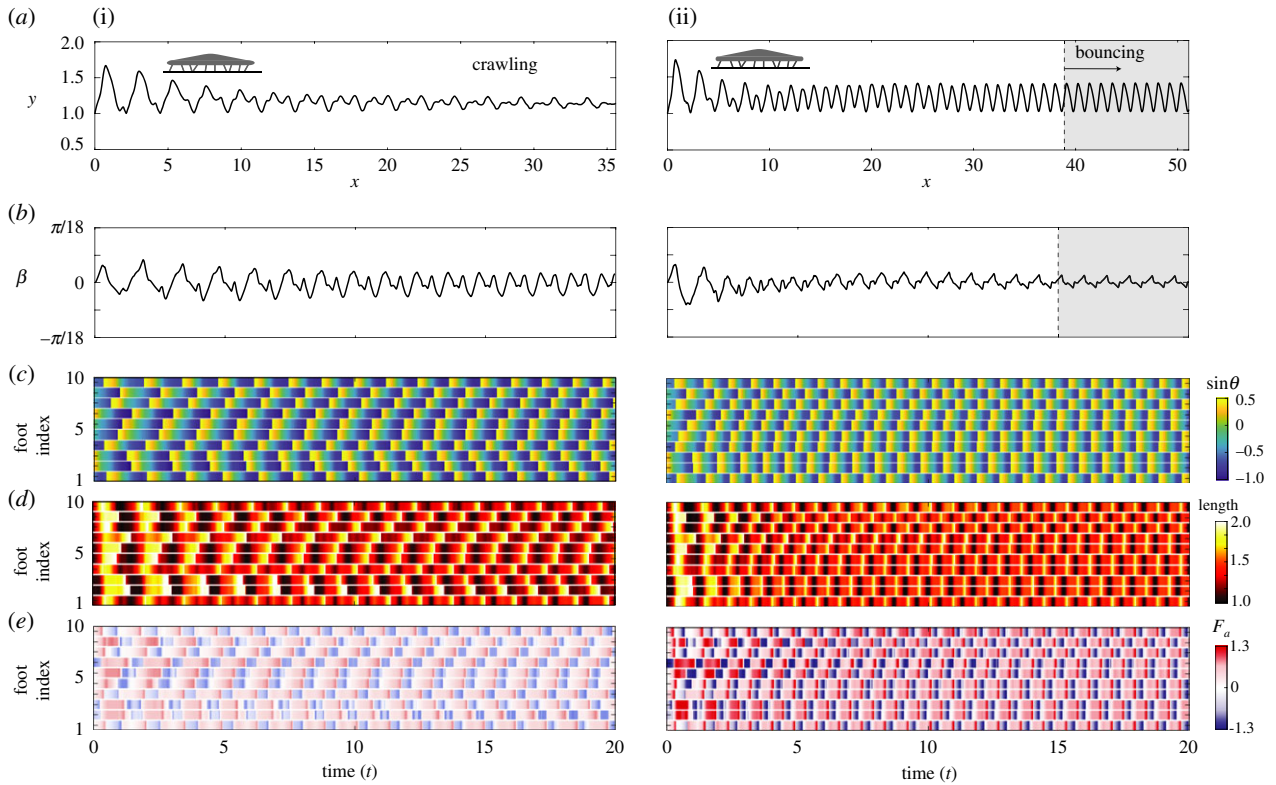 (a) (i) (ii)
2.0
1.5
y
1.0
0.5
crawling
bouncing
0 5 10 15 20 25 30 35
x
0 10 20 30 40 50
x
(b)
π/18
β 0
−π/18
(c)
10
5
1
foot index
sinθ
0.5
0
−1.0
(d)
10
5
1
foot index
length
2.0
1.5
1.0
(e)
10
5
1
foot index
F_a
1.3
0
-1.3
0 5 10 15 20
time (t)
0 5 10 15 20
time (t)